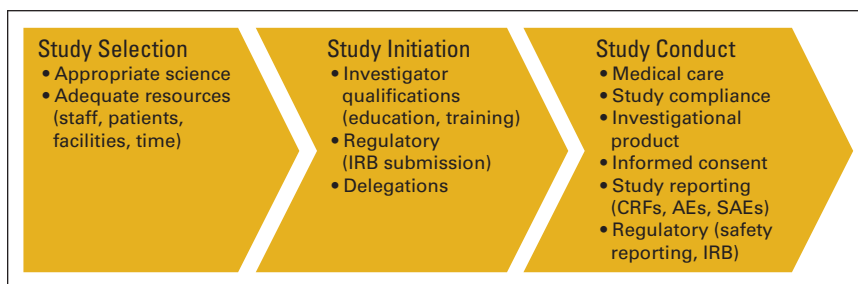 Study Selection
• Appropriate science
• Adequate resources
(staff, patients,
facilities, time)
Study Initiation
• Investigator
qualifications
(education, training)
• Regulatory
(IRB submission)
• Delegations
Study Conduct
• Medical care
• Study compliance
• Investigational
product
• Informed consent
• Study reporting
(CRFs, AEs, SAEs)
• Regulatory (safety
reporting, IRB)